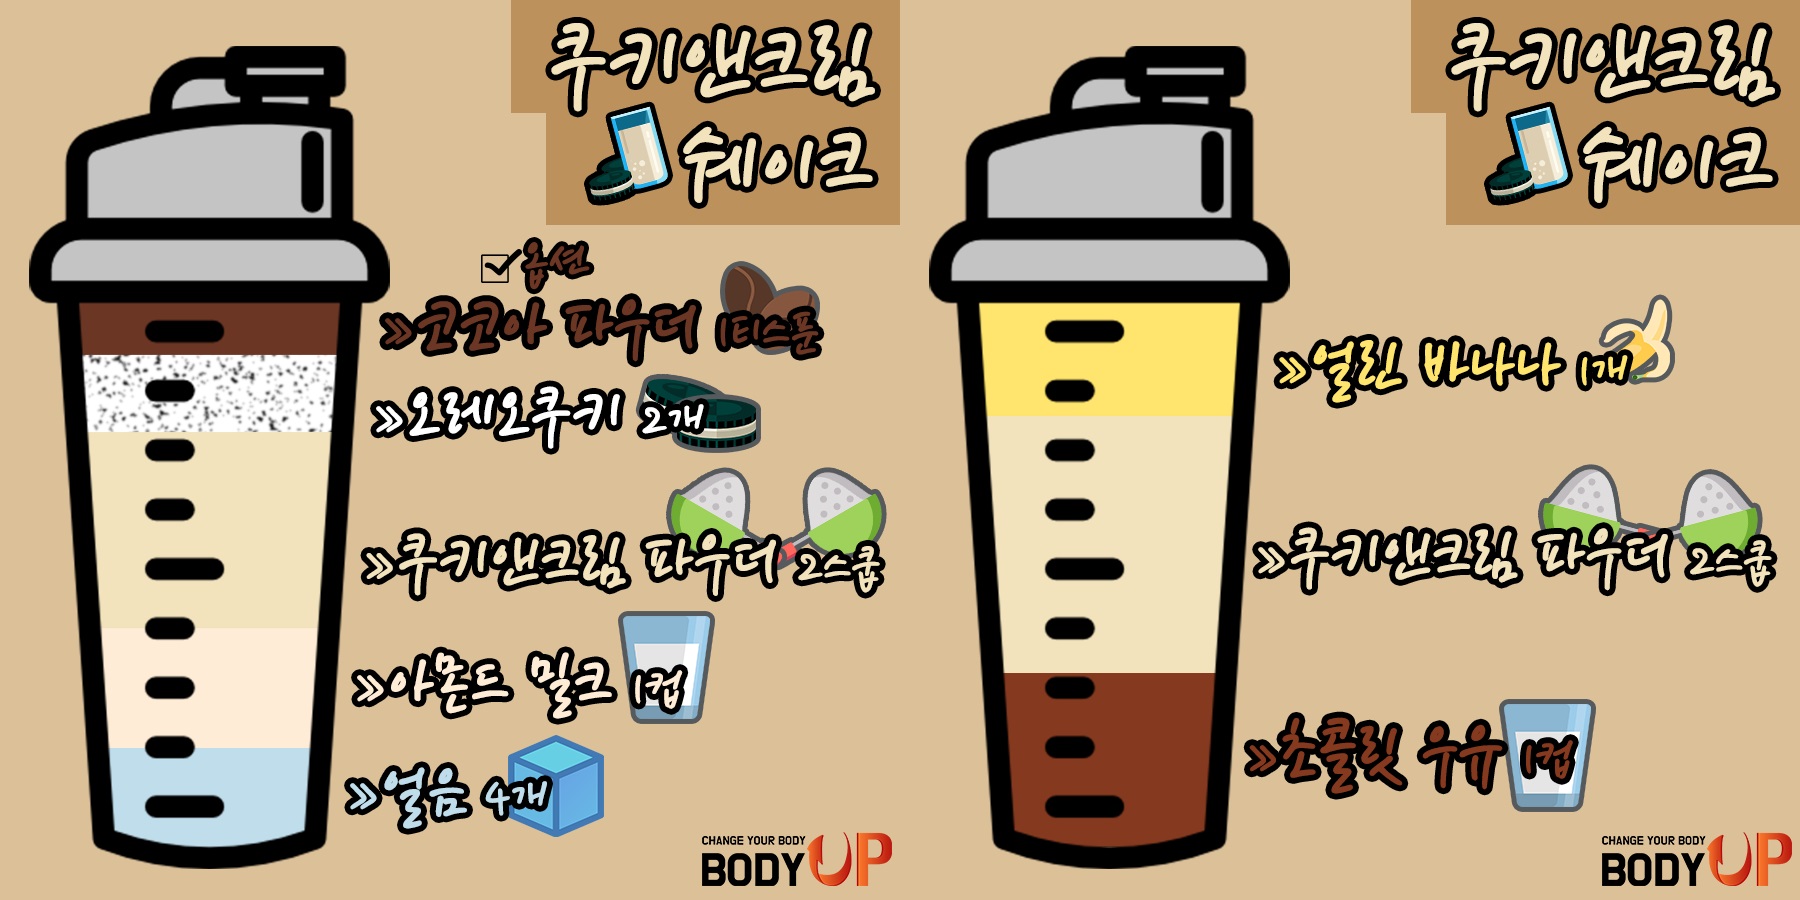 쿠키앤크림
쉐이크
옵션
»코코아 파우더 1티스푼
»오레오쿠키 2개
»쿠키앤크림 파우더 2스쿱
»아몬드 밀크 1컵
»얼음 4개
CHANGE YOUR BODY
BODY UP
쿠키앤크림
쉐이크
»얼린 바나나 1개
»쿠키앤크림 파우더 2스쿱
»초콜릿 우유 1컵
CHANGE YOUR BODY
BODY UP